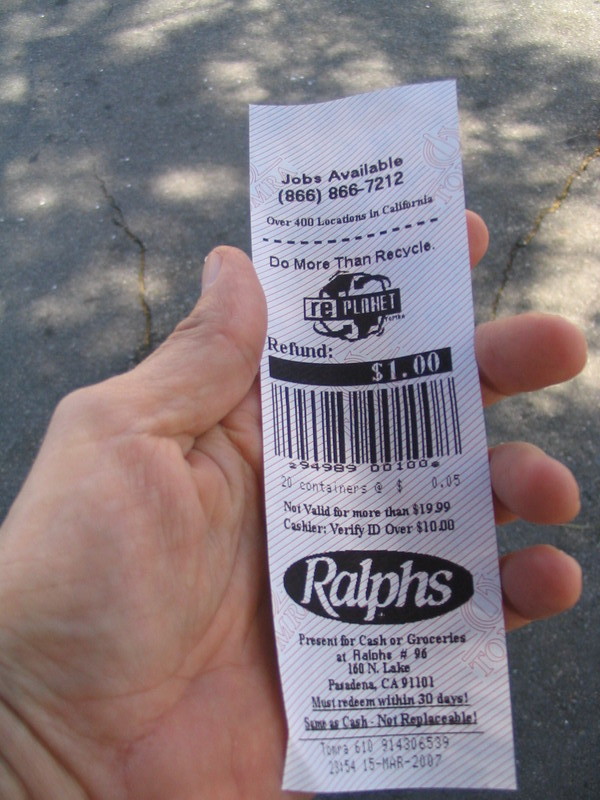 Jobs Available
(866) 866-7212
Over 400 Locations in California
Do More Than Recycle.
re PLANET
Refund:
$1.00
294989 00100
20 containers @ $ 0.05
Not Valid for more than $19.99
Cashier: Verify ID Over $10.00
Ralphs
Present for Cash or Groceries
at Ralphs # 96
160 N. Lake
Pasadena, CA 91101
Must redeem within 30 days!
Same as Cash - Not Replaceable!
Tomra 610 914306539
23:54 15-MAR-2007